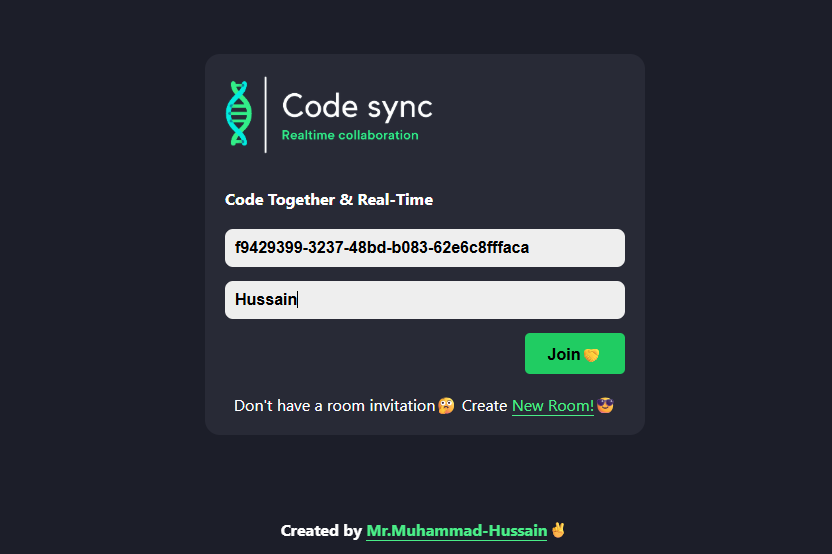 Code sync
Realtime collaboration
Code Together & Real-Time
f9429399-3237-48bd-b083-62e6c8fffaca
Hussain
Join🤝
Don't have a room invitation🤔 Create New Room!😎
Created by Mr.Muhammad-Hussain✌